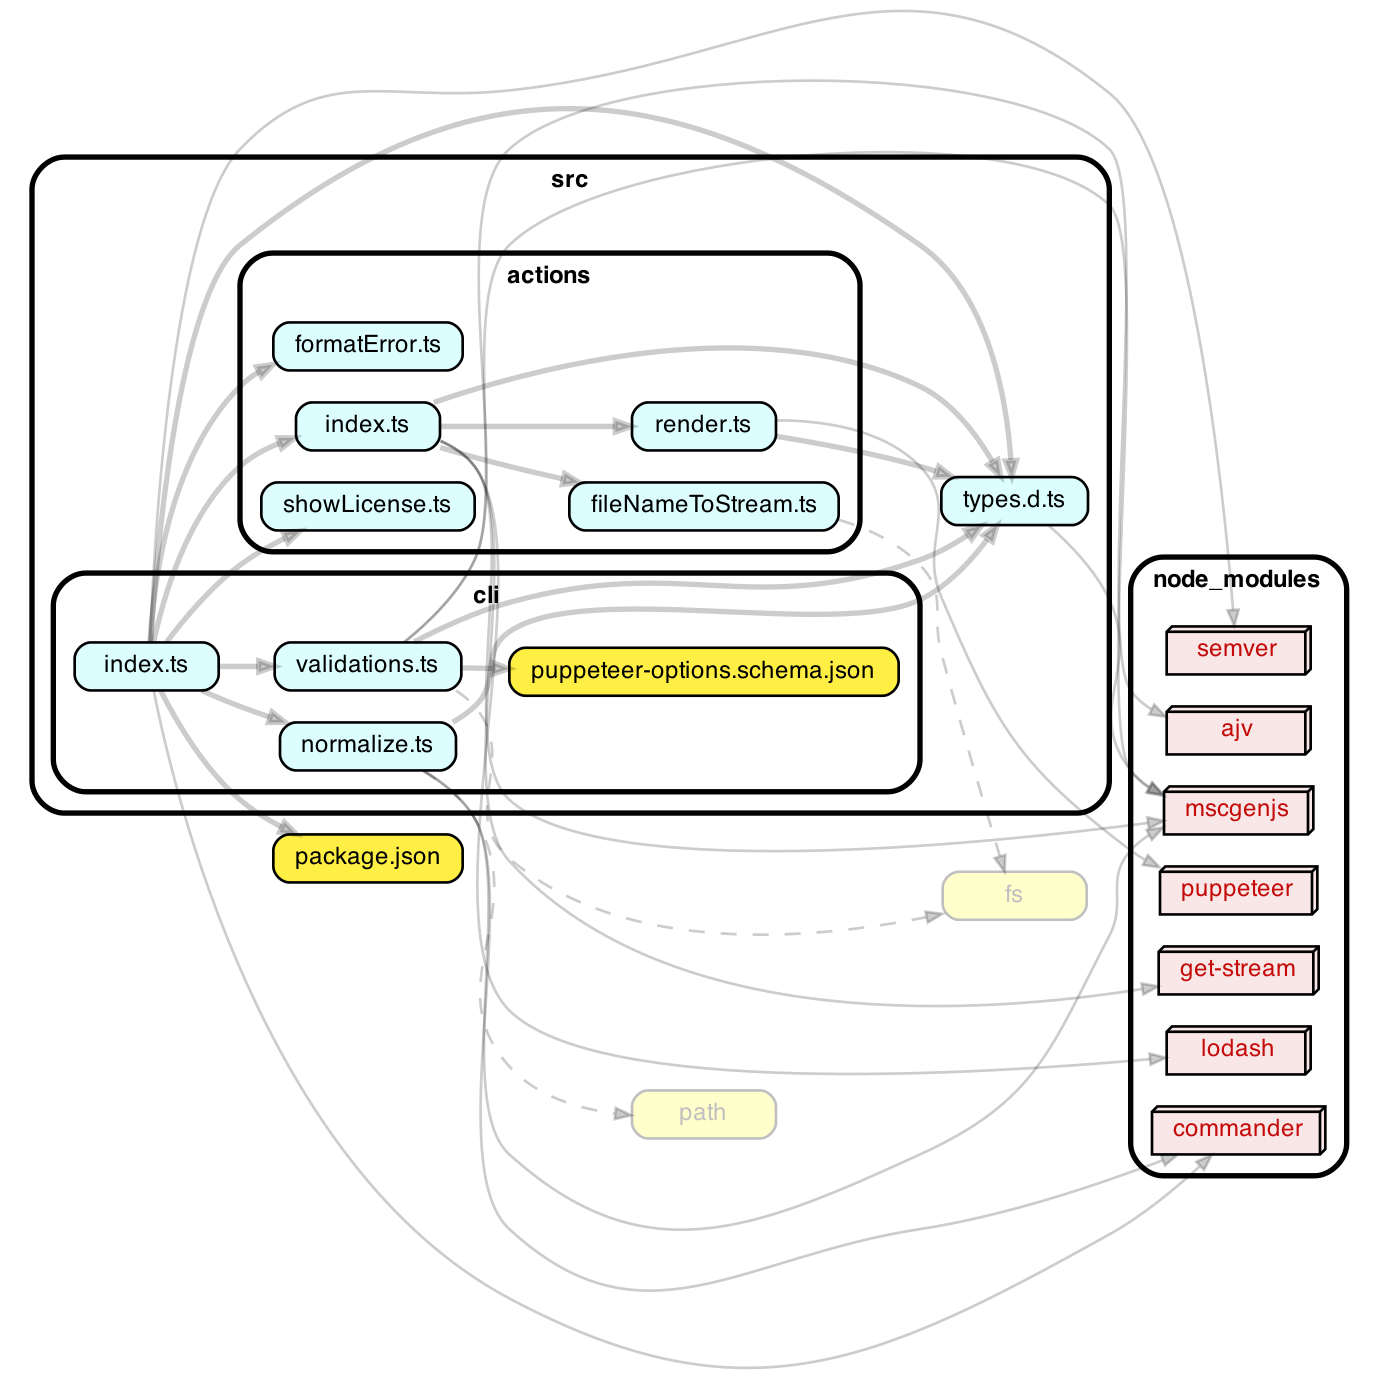 src
actions
formatError.ts
index.ts
render.ts
showLicense.ts
fileNameToStream.ts
types.d.ts
cli
index.ts
validations.ts
puppeteer-options.schema.json
normalize.ts
package.json
fs
path
node_modules
semver
ajv
mscgenjs
puppeteer
get-stream
lodash
commander